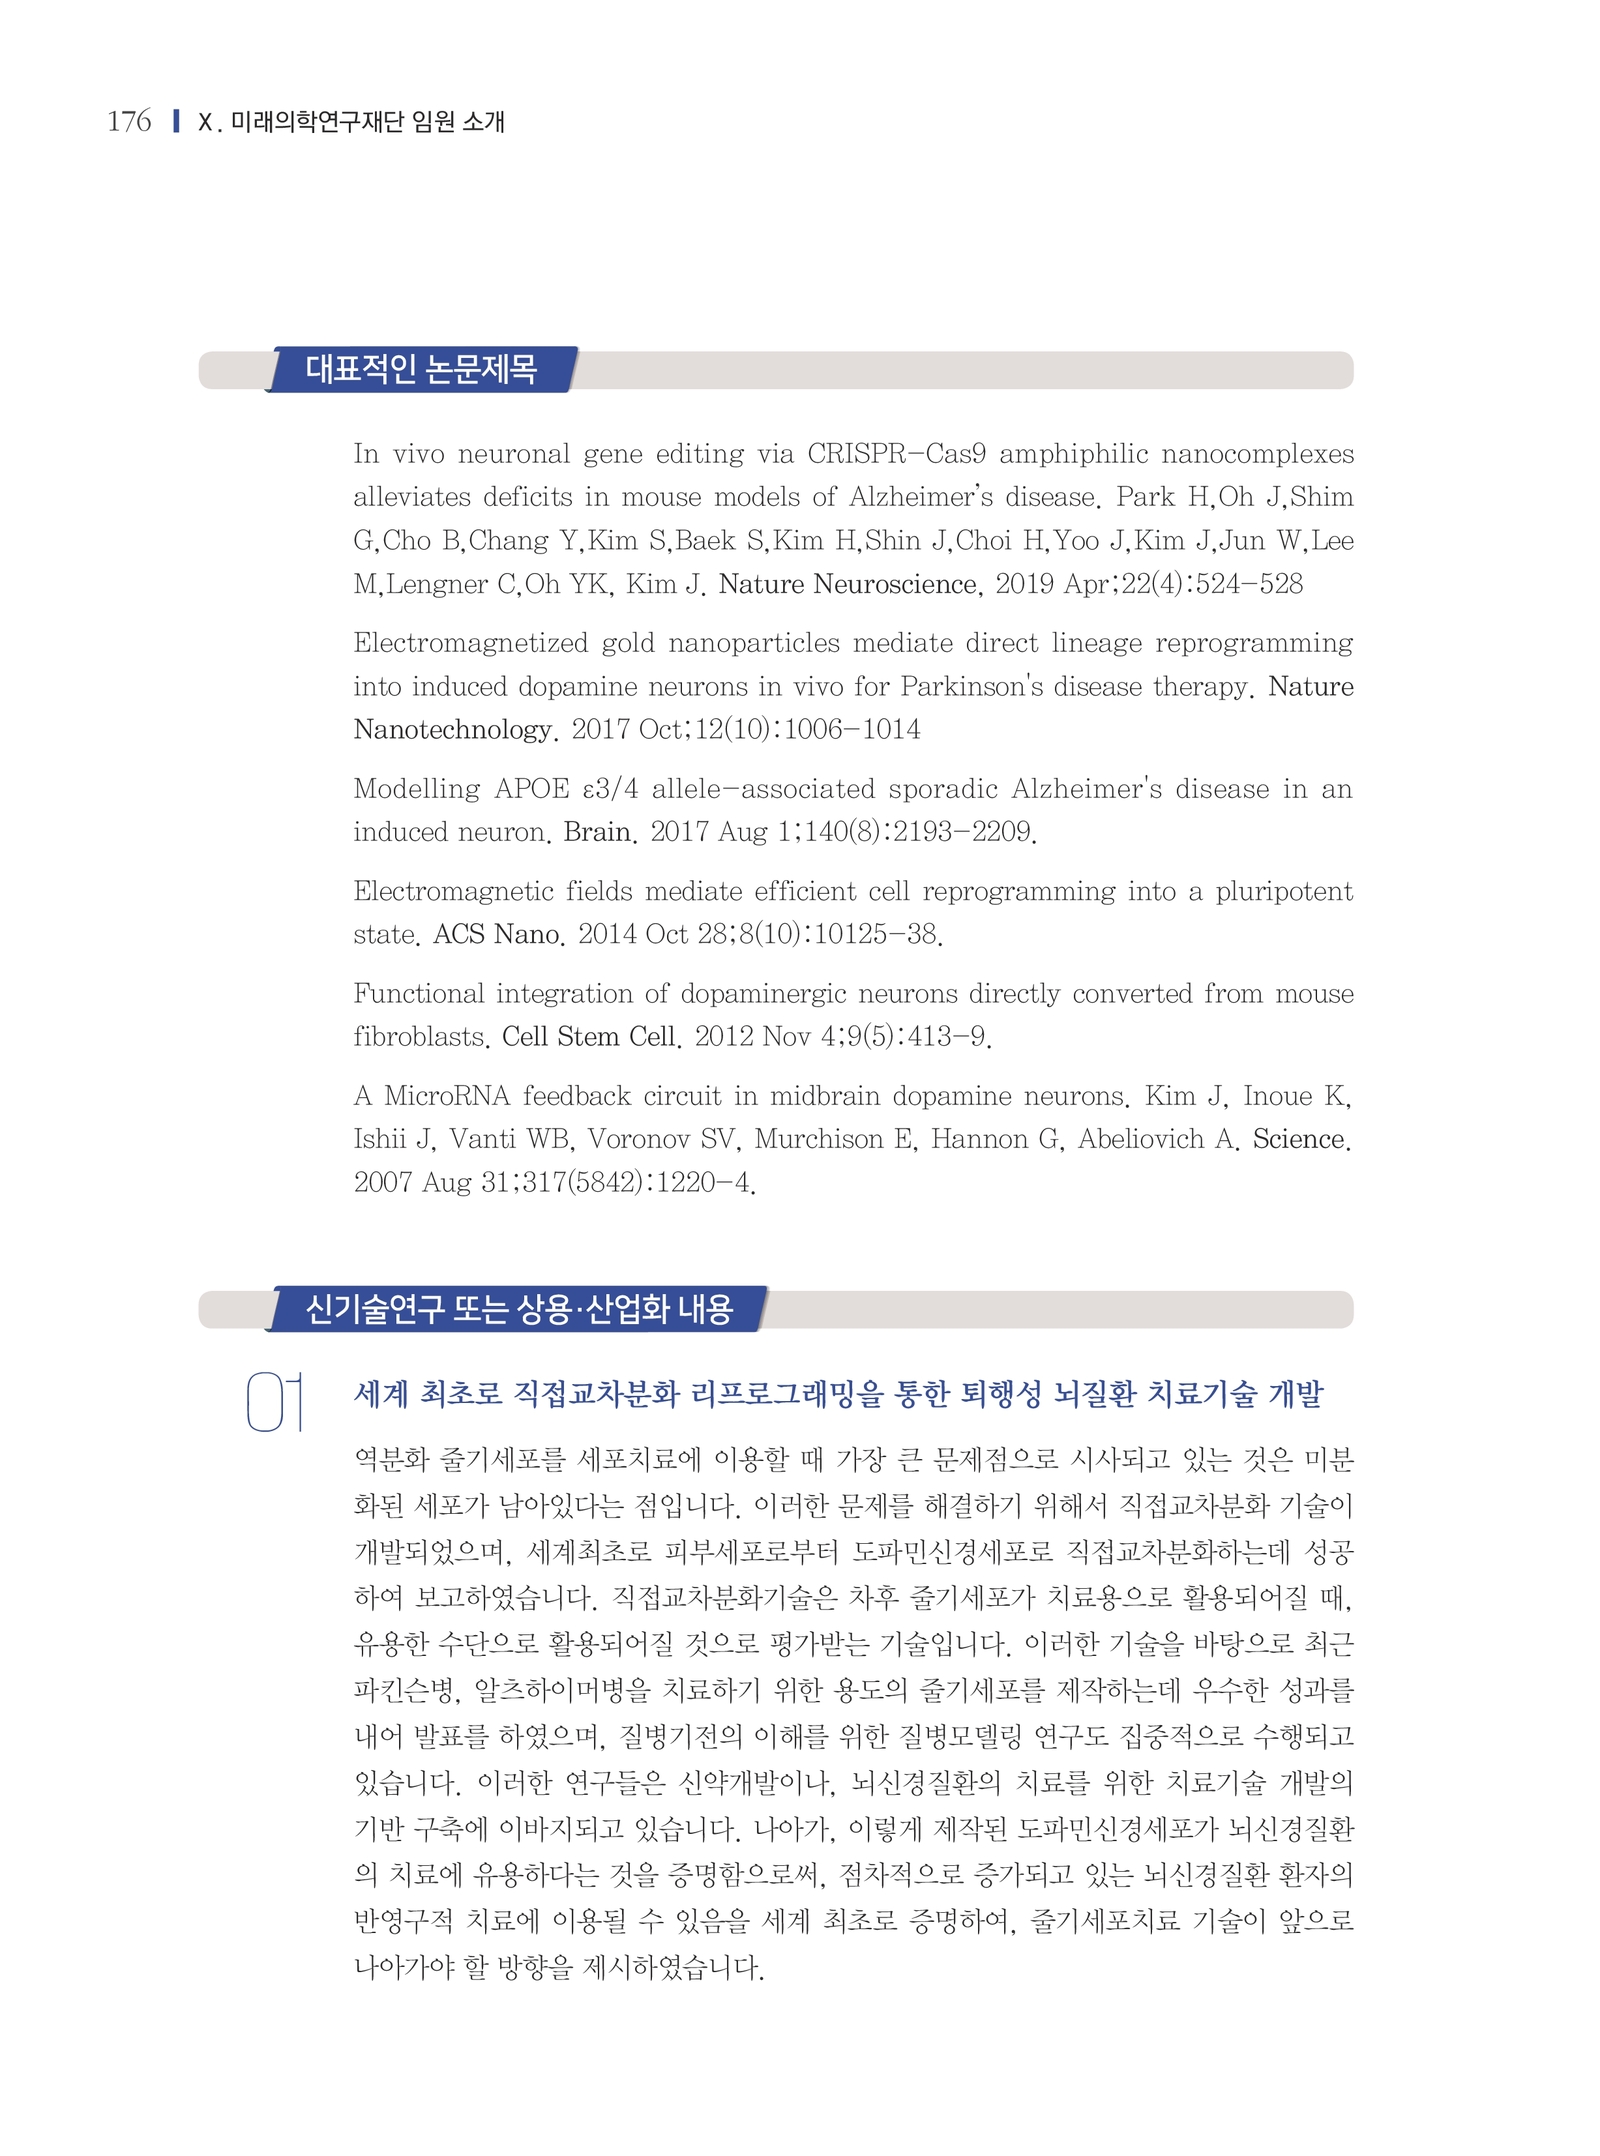 176 X. 미래의학연구재단 임원 소개
대표적인 논문제목
In vivo neuronal gene editing via CRISPR-Cas9 amphiphilic nanocomplexes
alleviates deficits in mouse models of Alzheimer's disease. Park H,Oh J,Shim
G,Cho B,Chang Y,Kim S,Baek S,Kim H,Shin J,Choi H,Yoo J,Kim J,Jun W,Lee
M,Lengner C,Oh YK, Kim J. Nature Neuroscience, 2019 Apr;22(4):524-528
Electromagnetized gold nanoparticles mediate direct lineage reprogramming
into induced dopamine neurons in vivo for Parkinson's disease therapy. Nature
Nanotechnology. 2017 Oct;12(10):1006-1014
Modelling APOE ε3/4 allele-associated sporadic Alzheimer's disease in an
induced neuron. Brain. 2017 Aug 1;140(8):2193-2209.
Electromagnetic fields mediate efficient cell reprogramming into a pluripotent
state. ACS Nano. 2014 Oct 28;8(10):10125-38.
Functional integration of dopaminergic neurons directly converted from mouse
fibroblasts. Cell Stem Cell. 2012 Nov 4;9(5):413-9.
A MicroRNA feedback circuit in midbrain dopamine neurons. Kim J, Inoue K,
Ishii J, Vanti WB, Voronov SV, Murchison E, Hannon G, Abeliovich A. Science.
2007 Aug 31;317(5842):1220-4.
신기술연구 또는 상용·산업화 내용
01 세계 최초로 직접교차분화 리프로그래밍을 통한 퇴행성 뇌질환 치료기술 개발
역분화 줄기세포를 세포치료에 이용할 때 가장 큰 문제점으로 시사되고 있는 것은 미분
화된 세포가 남아있다는 점입니다. 이러한 문제를 해결하기 위해서 직접교차분화 기술이
개발되었으며, 세계최초로 피부세포로부터 도파민신경세포로 직접교차분화하는데 성공
하여 보고하였습니다. 직접교차분화기술은 차후 줄기세포가 치료용으로 활용되어질 때,
유용한 수단으로 활용되어질 것으로 평가받는 기술입니다. 이러한 기술을 바탕으로 최근
파킨슨병, 알츠하이머병을 치료하기 위한 용도의 줄기세포를 제작하는데 우수한 성과를
내어 발표를 하였으며, 질병기전의 이해를 위한 질병모델링 연구도 집중적으로 수행되고
있습니다. 이러한 연구들은 신약개발이나, 뇌신경질환의 치료를 위한 치료기술 개발의
기반 구축에 이바지되고 있습니다. 나아가, 이렇게 제작된 도파민신경세포가 뇌신경질환
의 치료에 유용하다는 것을 증명함으로써, 점차적으로 증가되고 있는 뇌신경질환 환자의
반영구적 치료에 이용될 수 있음을 세계 최초로 증명하여, 줄기세포치료 기술이 앞으로
나아가야 할 방향을 제시하였습니다.